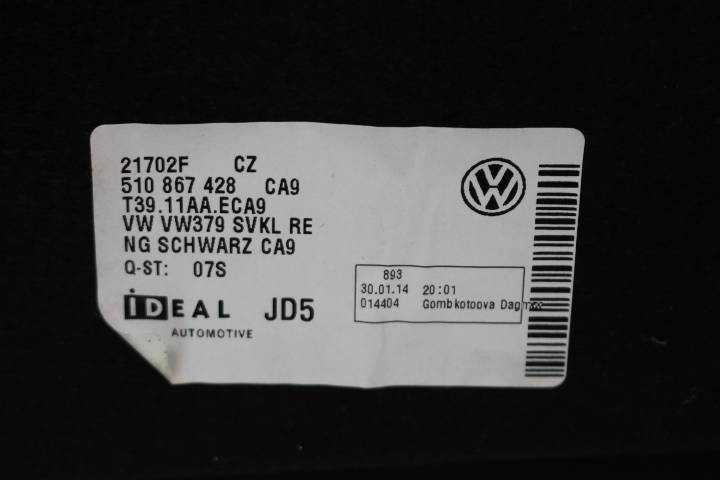 21702F CZ
510 867 428 CA9
T39.11AA.ECA9
VW VW379 SVKL RE
NG SCHWARZ CA9
Q-ST: 07S
iDEAL JD5
AUTOMOTIVE
893
30.01.14 20:01
014404 Gombkotoova